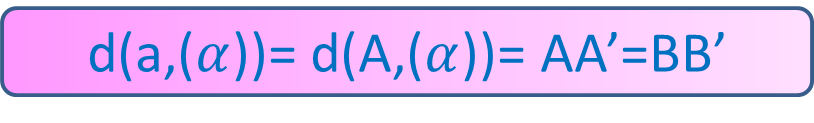 d(a,(𝛼))= d(A,(𝛼))= AA’=BB’